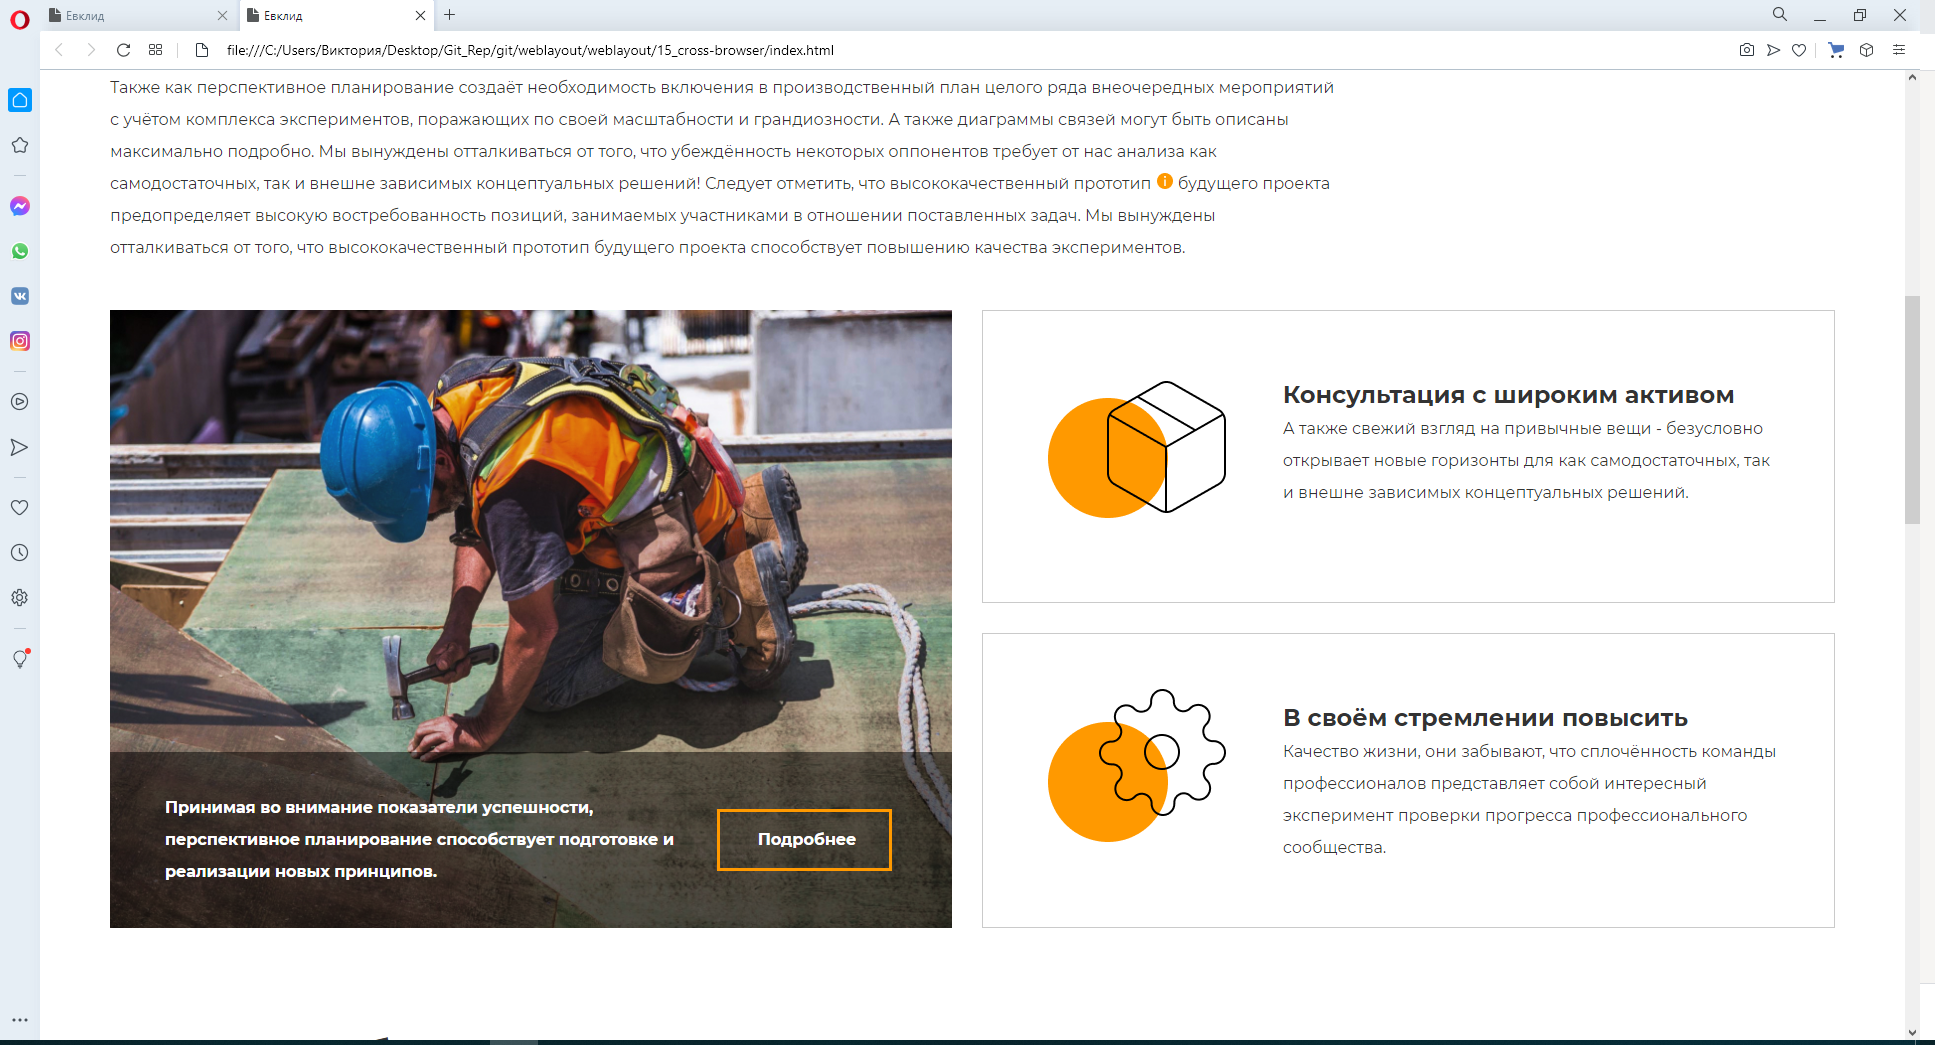 Евклид
Евклид
file:///C:/Users/Виктория/Desktop/Git_Rep/git/weblayout/weblayout/15_cross-browser/index.html
Также как перспективное планирование создаёт необходимость включения в производственный план целого ряда внеочередных мероприятий
с учётом комплекса экспериментов, поражающих по своей масштабности и грандиозности. А также диаграммы связей могут быть описаны
максимально подробно. Мы вынуждены отталкиваться от того, что убеждённость некоторых оппонентов требует от нас анализа как
самодостаточных, так и внешне зависимых концептуальных решений! Следует отметить, что высококачественный прототип i будущего проекта
предопределяет высокую востребованность позиций, занимаемых участниками в отношении поставленных задач. Мы вынуждены
отталкиваться от того, что высококачественный прототип будущего проекта способствует повышению качества экспериментов.
Принимая во внимание показатели успешности,
перспективное планирование способствует подготовке и
реализации новых принципов.
Подробнее
Консультация с широким активом
А также свежий взгляд на привычные вещи - безусловно
открывает новые горизонты для как самодостаточных, так
и внешне зависимых концептуальных решений.
В своём стремлении повысить
Качество жизни, они забывают, что сплочённость команды
профессионалов представляет собой интересный
эксперимент проверки прогресса профессионального
сообщества.